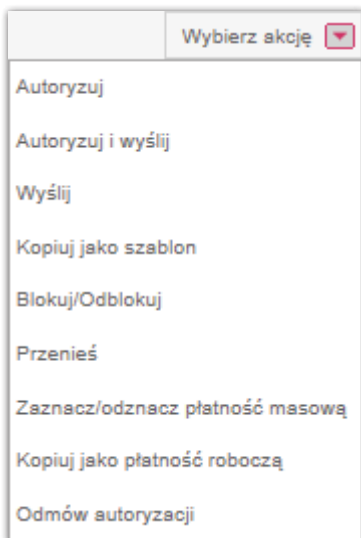 Wybierz akcję
Autoryzuj
Autoryzuj i wyślij
Wyślij
Kopiuj jako szablon
Blokuj/Odblokuj
Przenieś
Zaznacz/odznacz płatność masową
Kopiuj jako płatność roboczą
Odmów autoryzacji